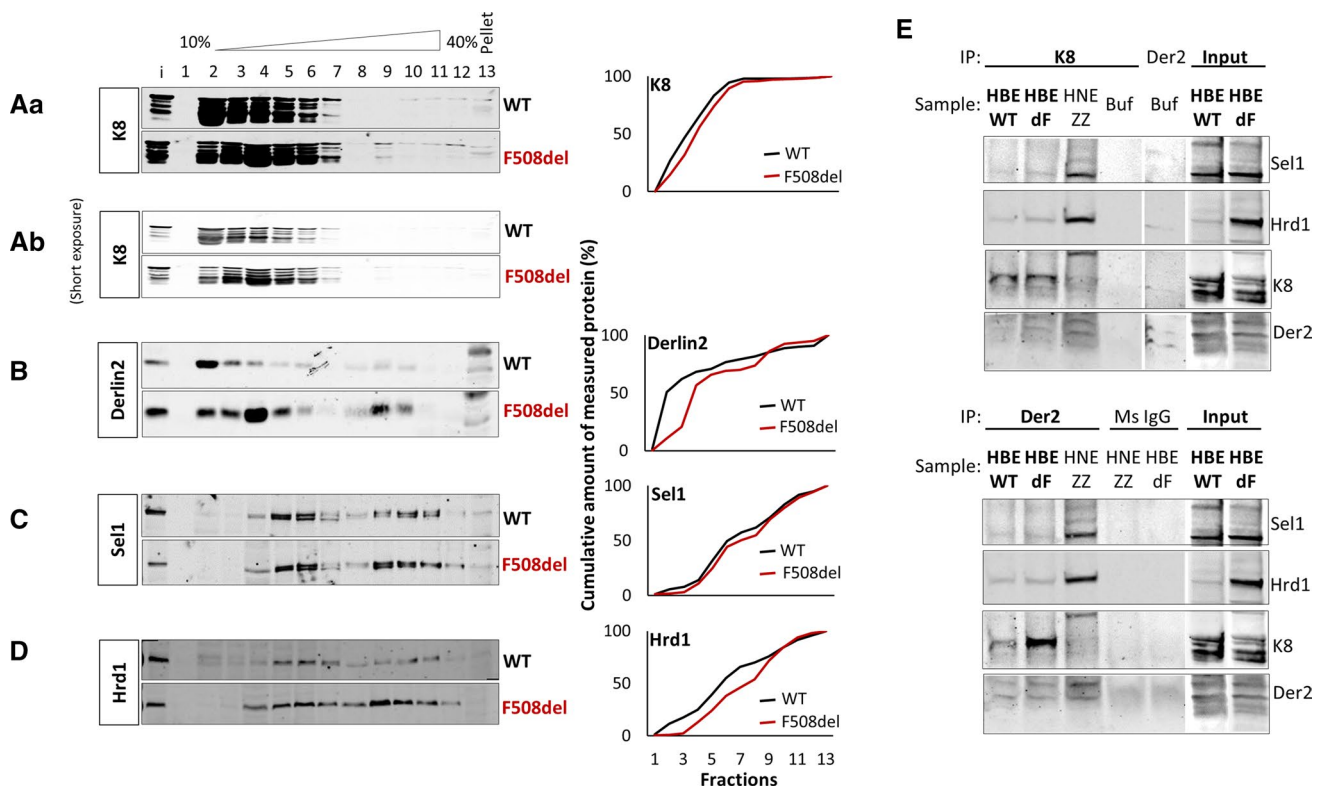 10%
40%
Pellet
i 1 2 3 4 5 6 7 8 9 10 11 12 13
Aa
K8
WT
F508del
Ab
(Short exposure)
K8
WT
F508del
B
Derlin2
WT
F508del
C
Sel1
WT
F508del
D
Hrd1
WT
F508del
Cumulative amount of measured protein (%)
100
50
0
K8
WT
F508del
100
50
0
Derlin2
WT
F508del
100
50
0
Sel1
WT
F508del
100
50
0
Hrd1
WT
F508del
1 3 5 7 9 11 13
Fractions
E
IP: K8 Der2 Input
Sample: HBE WT HBE dF HNE ZZ Buf Buf HBE WT HBE dF
Sel1
Hrd1
K8
Der2
IP: Der2 Ms IgG Input
Sample: HBE WT HBE dF HNE ZZ HNE ZZ HBE dF HBE WT HBE dF
Sel1
Hrd1
K8
Der2